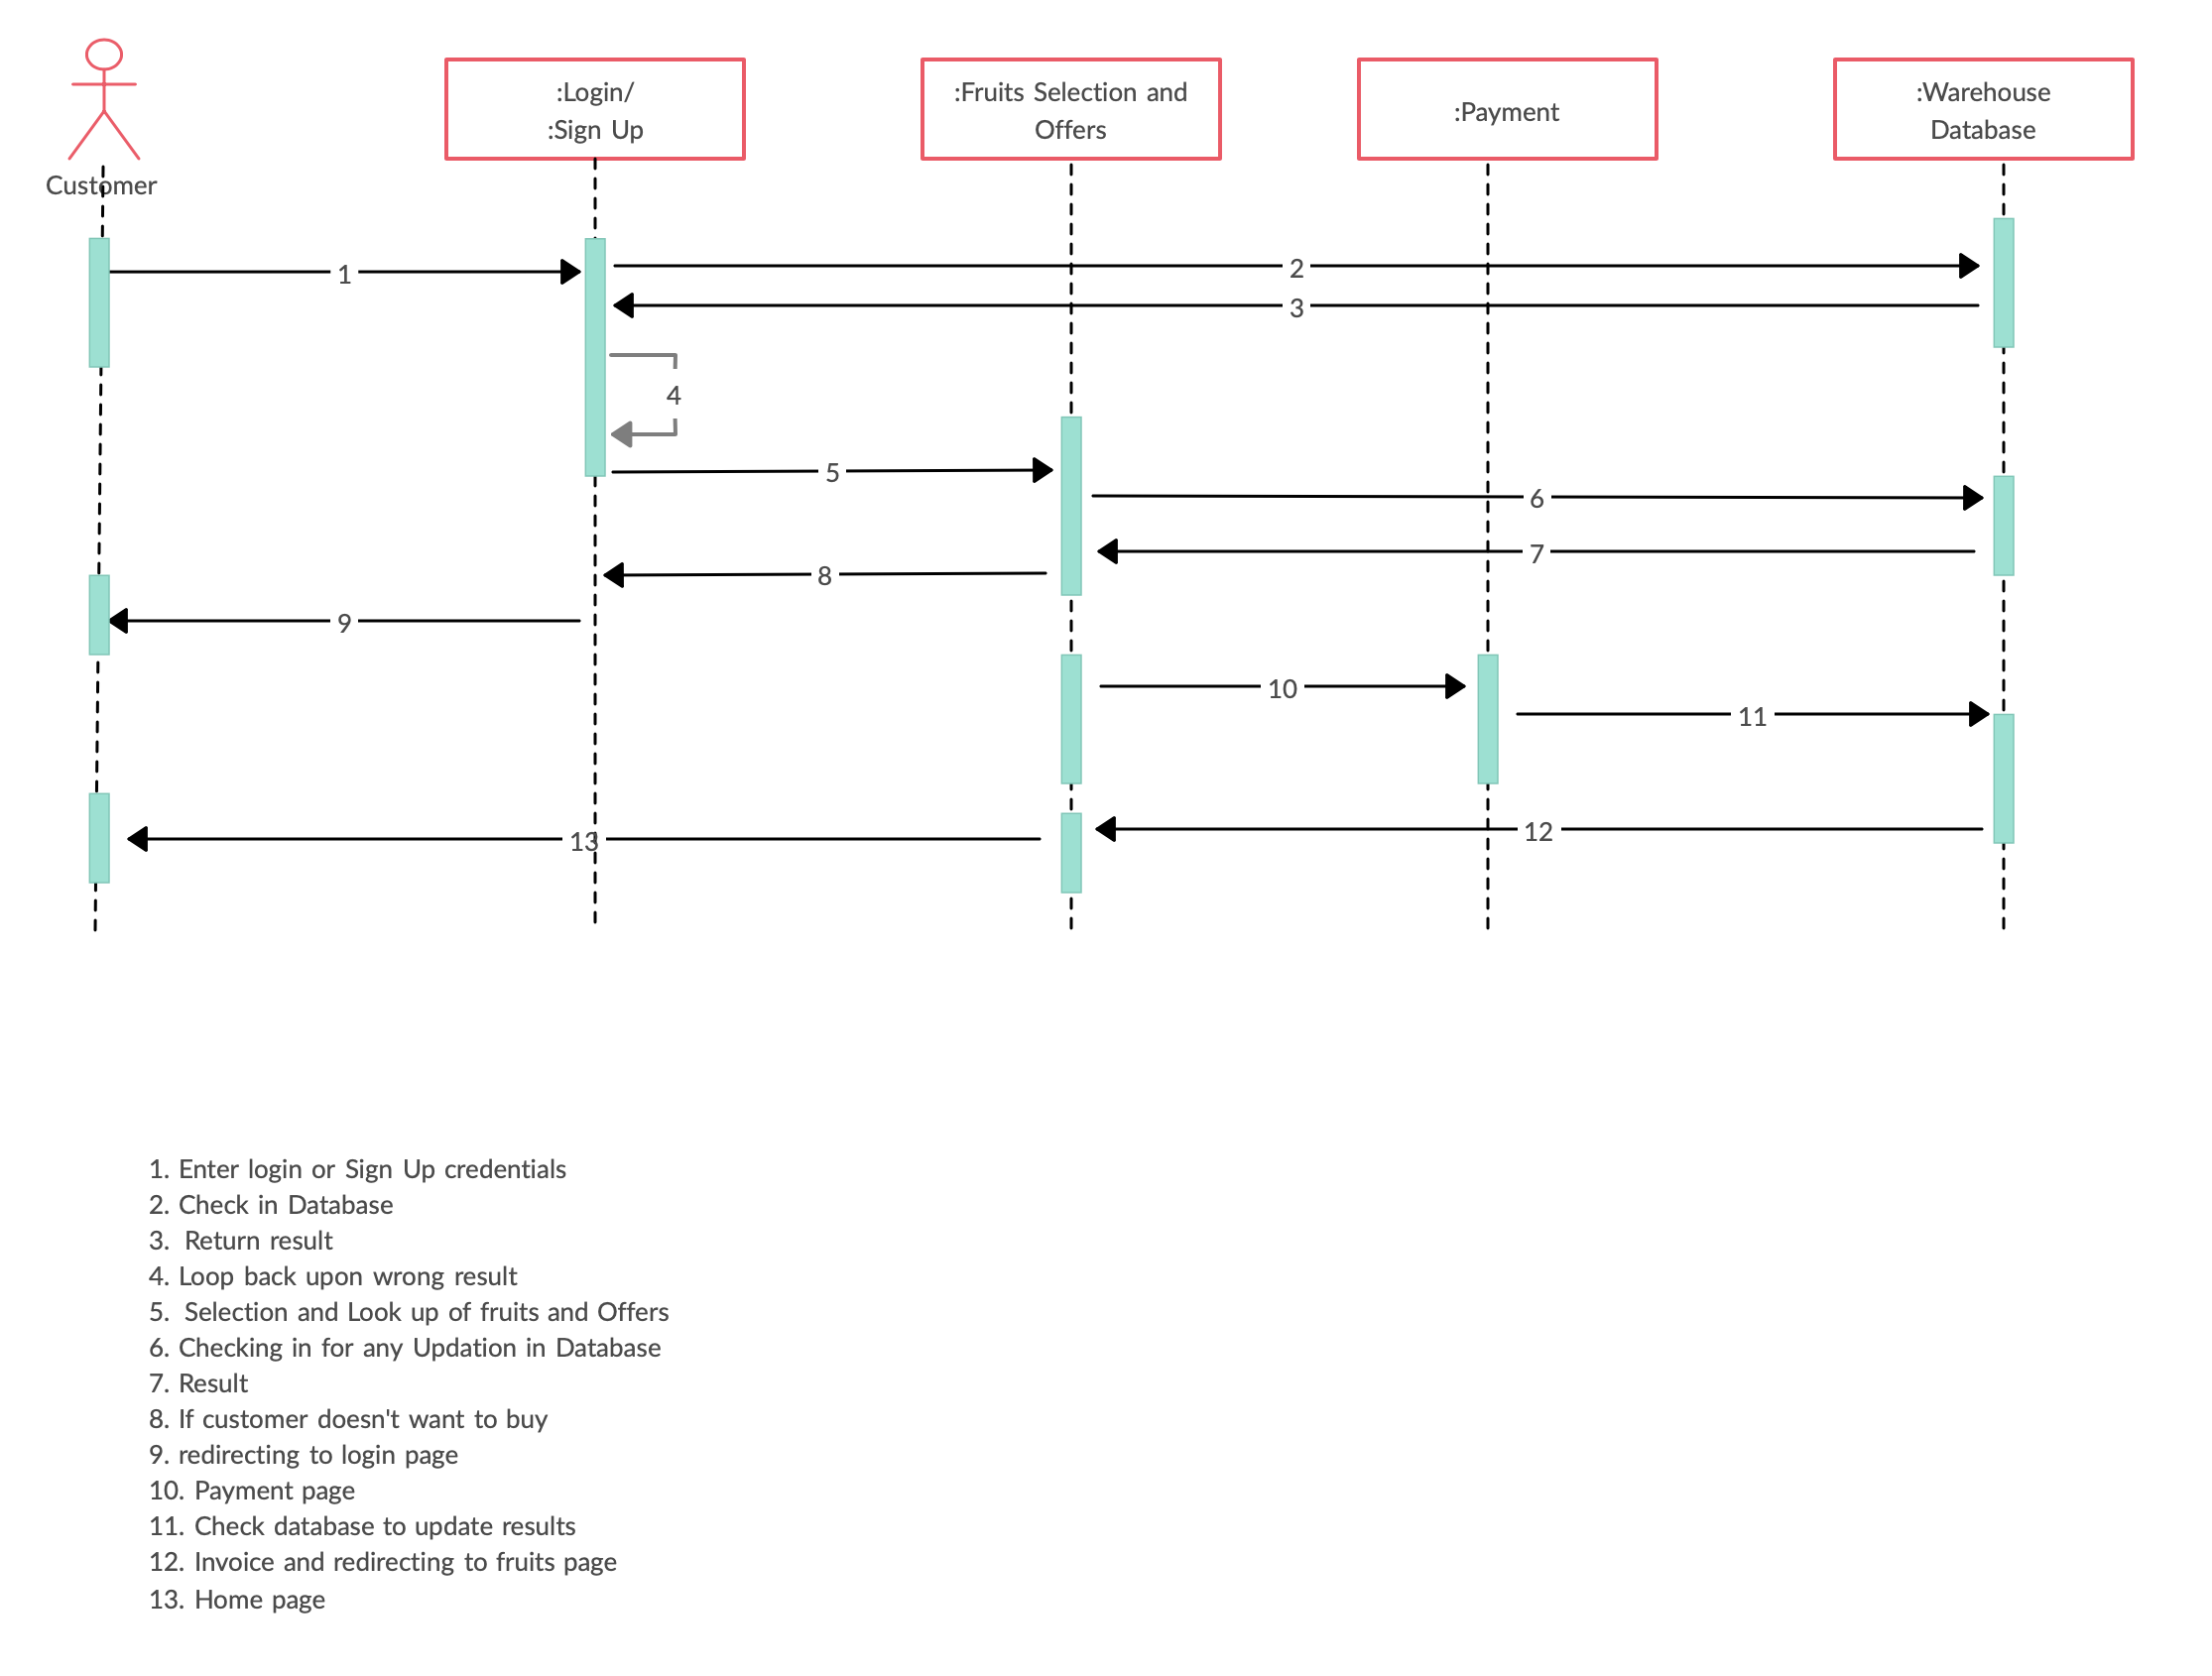 :Login/
:Sign Up
:Fruits Selection and
Offers
:Payment
:Warehouse
Database
Customer
1
2
3
4
5
6
7
8
9
10
11
12
13
1. Enter login or Sign Up credentials
2. Check in Database
3. Return result
4. Loop back upon wrong result
5. Selection and Look up of fruits and Offers
6. Checking in for any Updation in Database
7. Result
8. If customer doesn't want to buy
9. redirecting to login page
10. Payment page
11. Check database to update results
12. Invoice and redirecting to fruits page
13. Home page